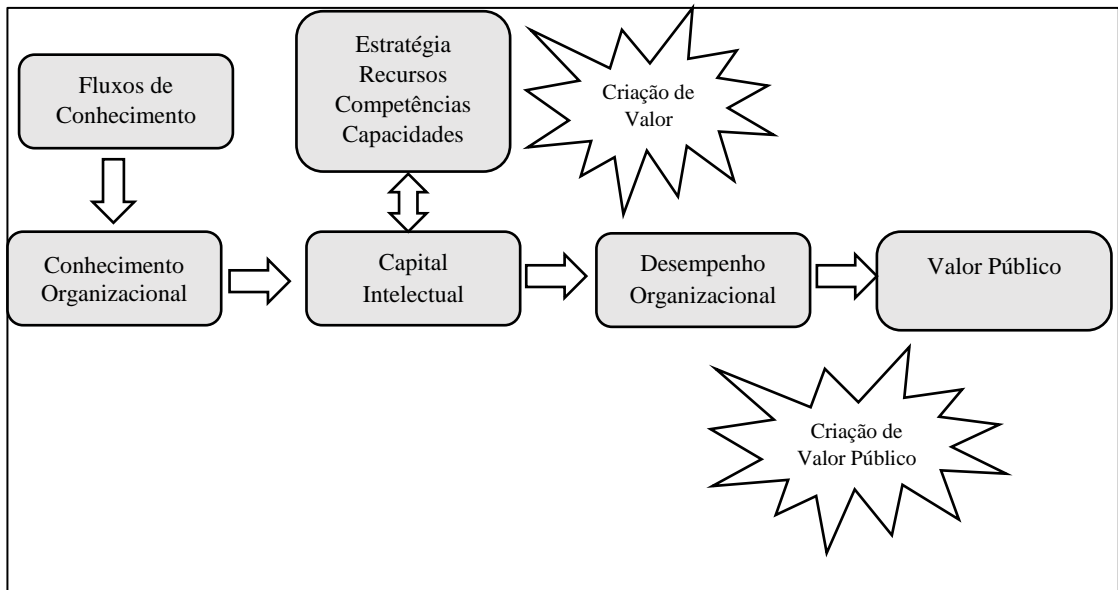 Fluxos de
Conhecimento
Estratégia
Recursos
Competências
Capacidades
Criação de
Valor
Conhecimento
Organizacional
Capital
Intelectual
Desempenho
Organizacional
Valor Público
Criação de
Valor Público